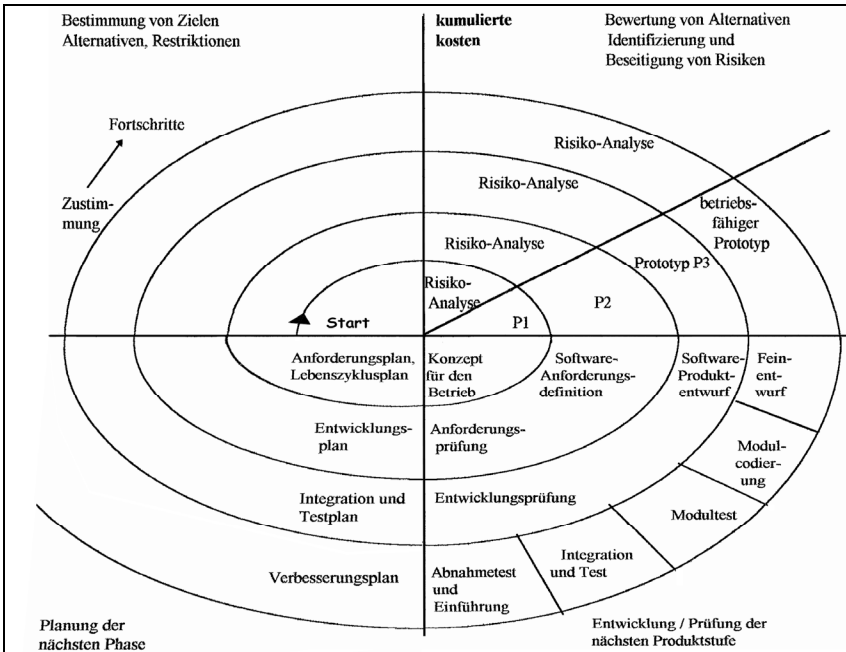 Bestimmung von Zielen
Alternativen, Restriktionen
kumulierte
kosten
Bewertung von Alternativen
Identifizierung und
Beseitigung von Risiken
Fortschritte
Zustim-
mung
Risiko-Analyse
Risiko-Analyse
Risiko-Analyse
Risiko-
Analyse
betriebs-
fähiger
Prototyp
Prototyp P3
P2
P1
Start
Anforderungsplan,
Lebenszyklusplan
Konzept
für den
Betrieb
Software-
Anforderungs-
definition
Software-
Produkt-
entwurf
Fein-
ent-
wurf
Entwicklungs-
plan
Anforderungs-
prüfung
Modul-
codier-
ung
Integration und
Testplan
Entwicklungsprüfung
Modultest
Verbesserungsplan
Abnahmetest
und
Einführung
Integration
und Test
Planung der
nächsten Phase
Entwicklung / Prüfung der
nächsten Produktstufe